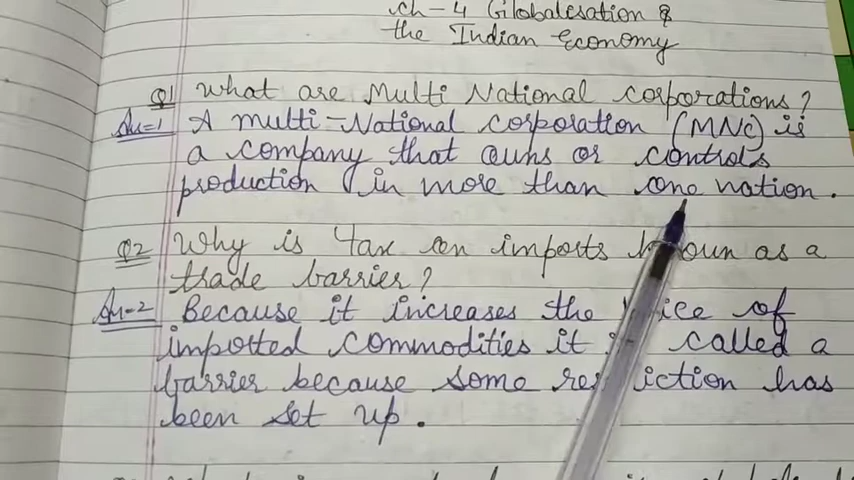 ch-4 Globalisation &
the Indian Economy
Q1 What are Multi National corporations?
Ans=1 A multi-National corporation (MNC) is
a company that owns or controls
production in more than one nation.
Q2 Why is tax on imports known as a
trade barrier?
Ans=2 Because it increases the price of
imported commodities it is called a
barrier because some restriction has
been set up.